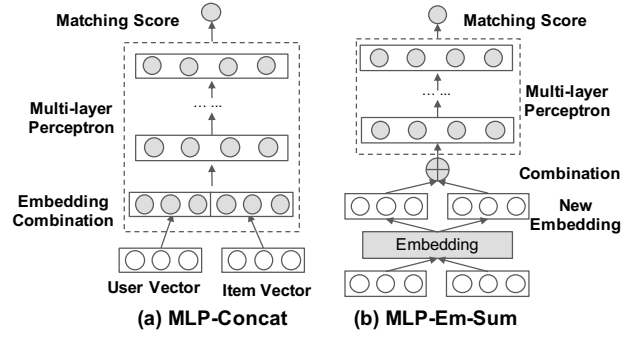 Matching Score
Multi-layer
Perceptron
... ...
Embedding
Combination
User Vector
Item Vector
(a) MLP-Concat
Matching Score
Multi-layer
Perceptron
... ...
Combination
New
Embedding
Embedding
(b) MLP-Em-Sum